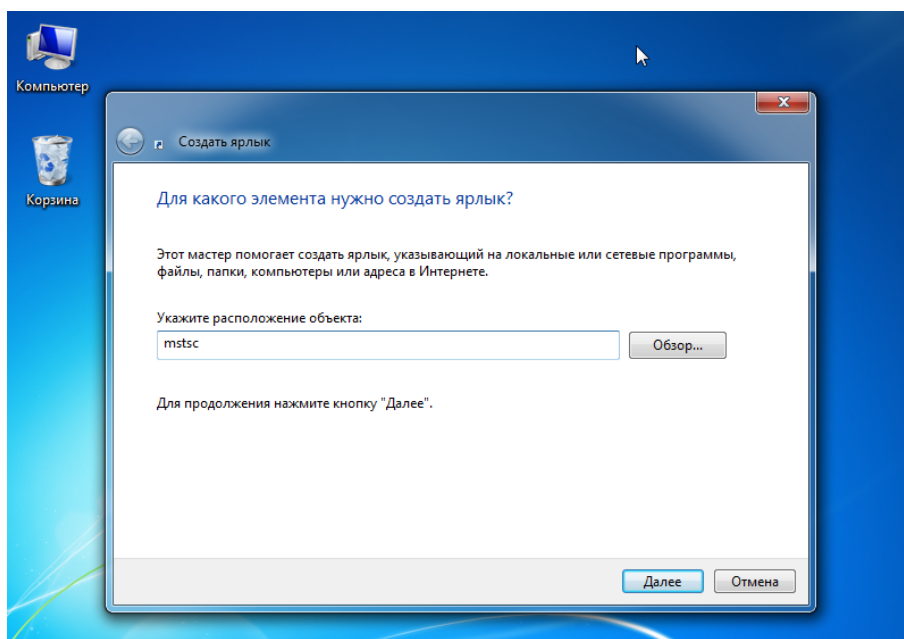 Компьютер
Корзина
Создать ярлык
Для какого элемента нужно создать ярлык?
Этот мастер помогает создать ярлык, указывающий на локальные или сетевые программы,
файлы, папки, компьютеры или адреса в Интернете.
Укажите расположение объекта:
mstsc
Обзор...
Для продолжения нажмите кнопку "Далее".
Далее
Отмена